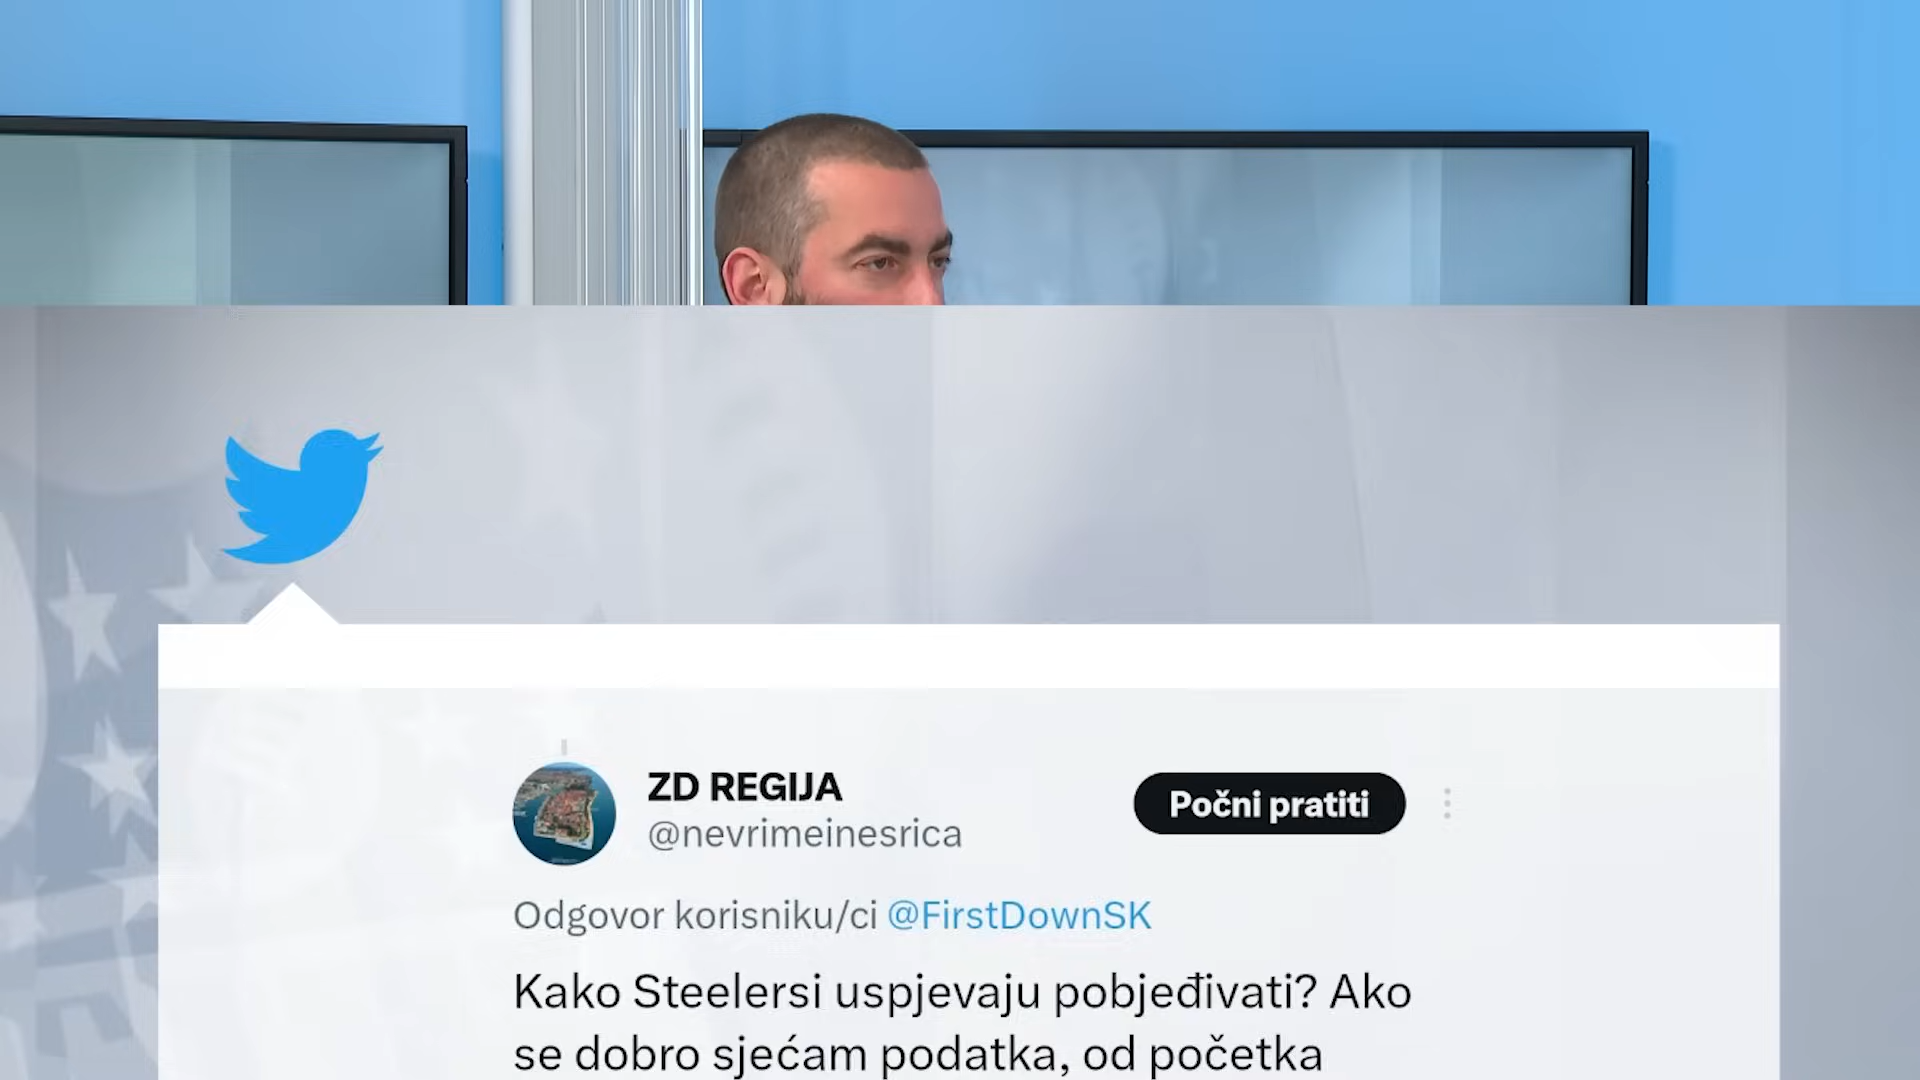 ZD REGIJA
@nevrimeinesrica
Počni pratiti
Odgovor korisniku/ci @FirstDownSK
Kako Steelersi uspjevaju pobjeđivati? Ako
se dobro sjećam podatka, od početka